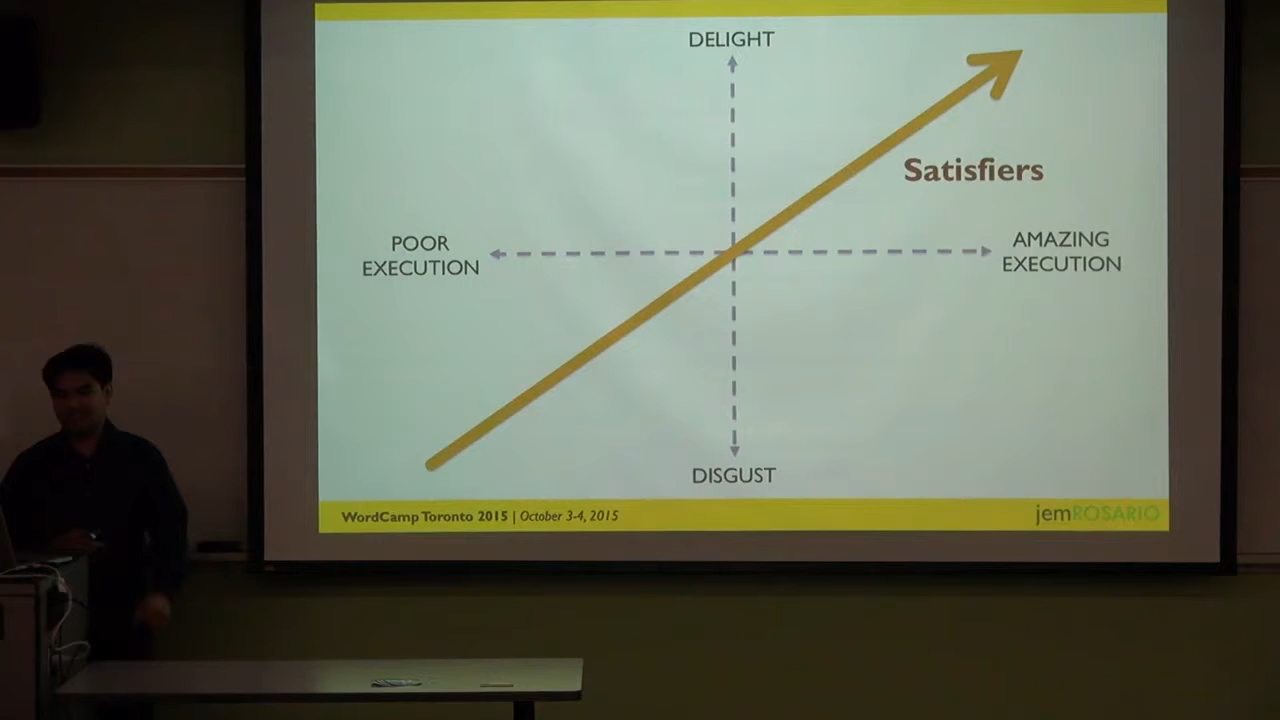 DELIGHT
Satisfiers
POOR
EXECUTION
AMAZING
EXECUTION
DISGUST
WordCamp Toronto 2015 | October 3-4, 2015
jemROSARIO